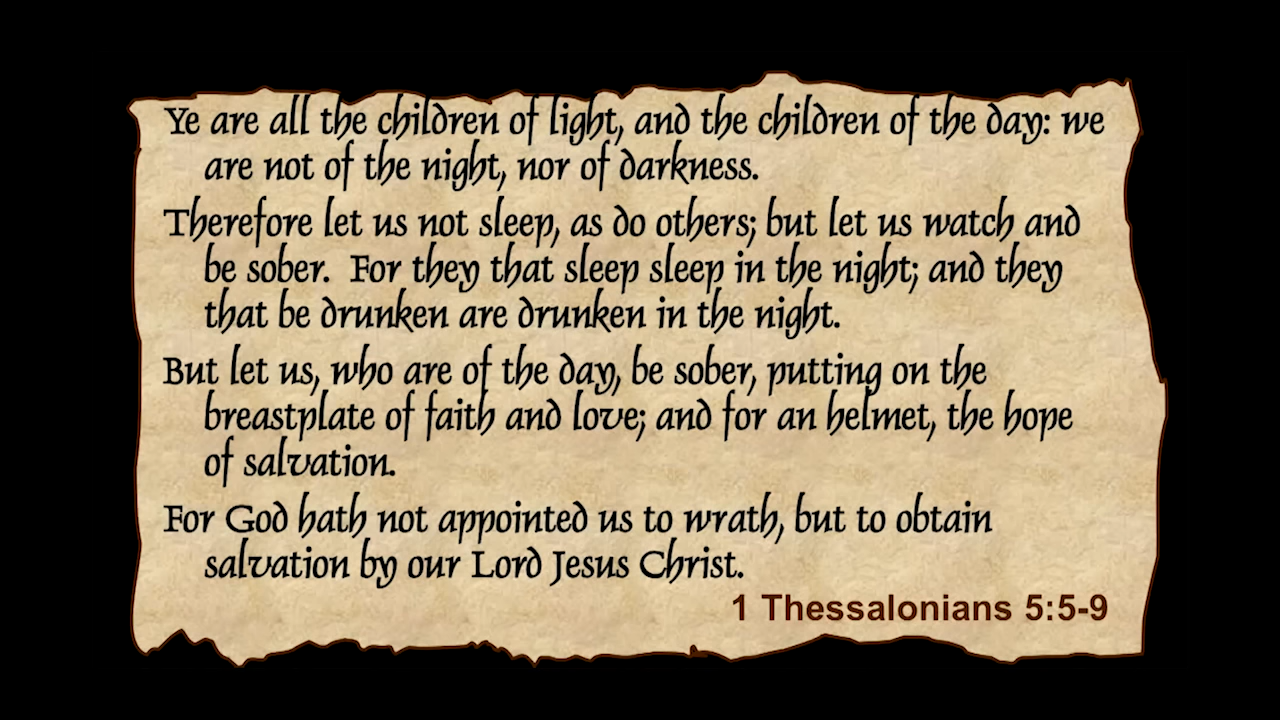 Ye are all the children of light, and the children of the day: we
are not of the night, nor of darkness.
Therefore let us not sleep, as do others; but let us watch and
be sober.  For they that sleep sleep in the night; and they
that be drunken are drunken in the night.
But let us, who are of the day, be sober, putting on the
breastplate of faith and love; and for an helmet, the hope
of salvation.
For God hath not appointed us to wrath, but to obtain
salvation by our Lord Jesus Christ.
1 Thessalonians 5:5-9